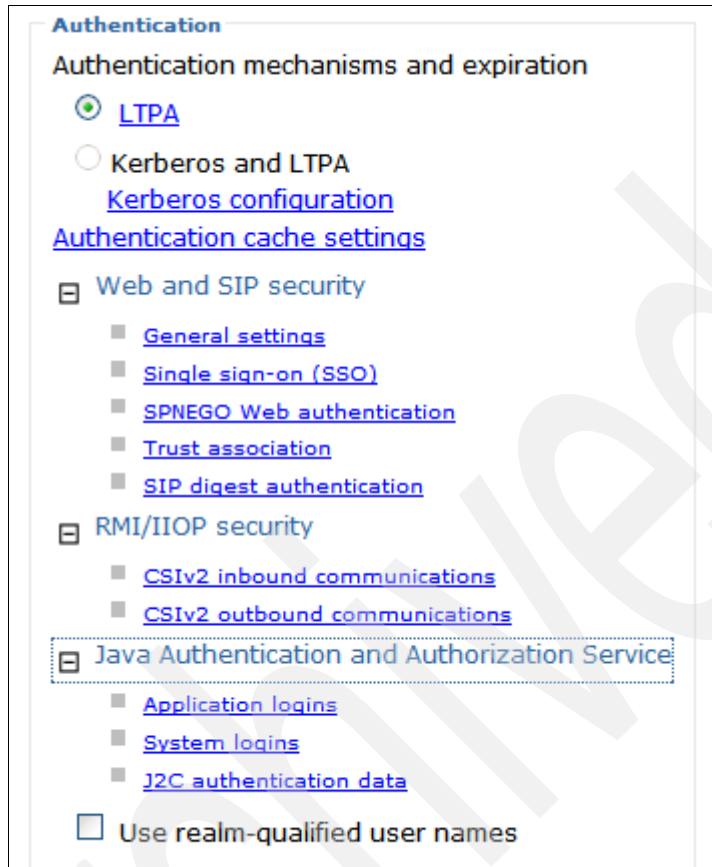 Authentication
Authentication mechanisms and expiration
LTPA
Kerberos and LTPA
Kerberos configuration
Authentication cache settings
Web and SIP security
General settings
Single sign-on (SSO)
SPNEGO Web authentication
Trust association
SIP digest authentication
RMI/IIOP security
CSIv2 inbound communications
CSIv2 outbound communications
Java Authentication and Authorization Service
Application logins
System logins
J2C authentication data
Use realm-qualified user names